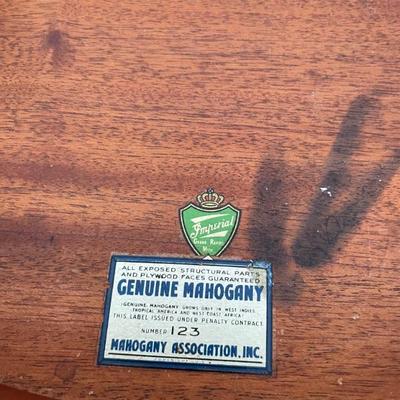 Imperial
Grand Rapids
Mich.
ALL EXPOSED STRUCTURAL PARTS
AND PLYWOOD FACES GUARANTEED
GENUINE MAHOGANY
(GENUINE MAHOGANY GROWS ONLY IN WEST INDIES,
TROPICAL AMERICA AND WEST COAST AFRICA)
THIS LABEL ISSUED UNDER PENALTY CONTRACT
NUMBER 123
MAHOGANY ASSOCIATION, INC.